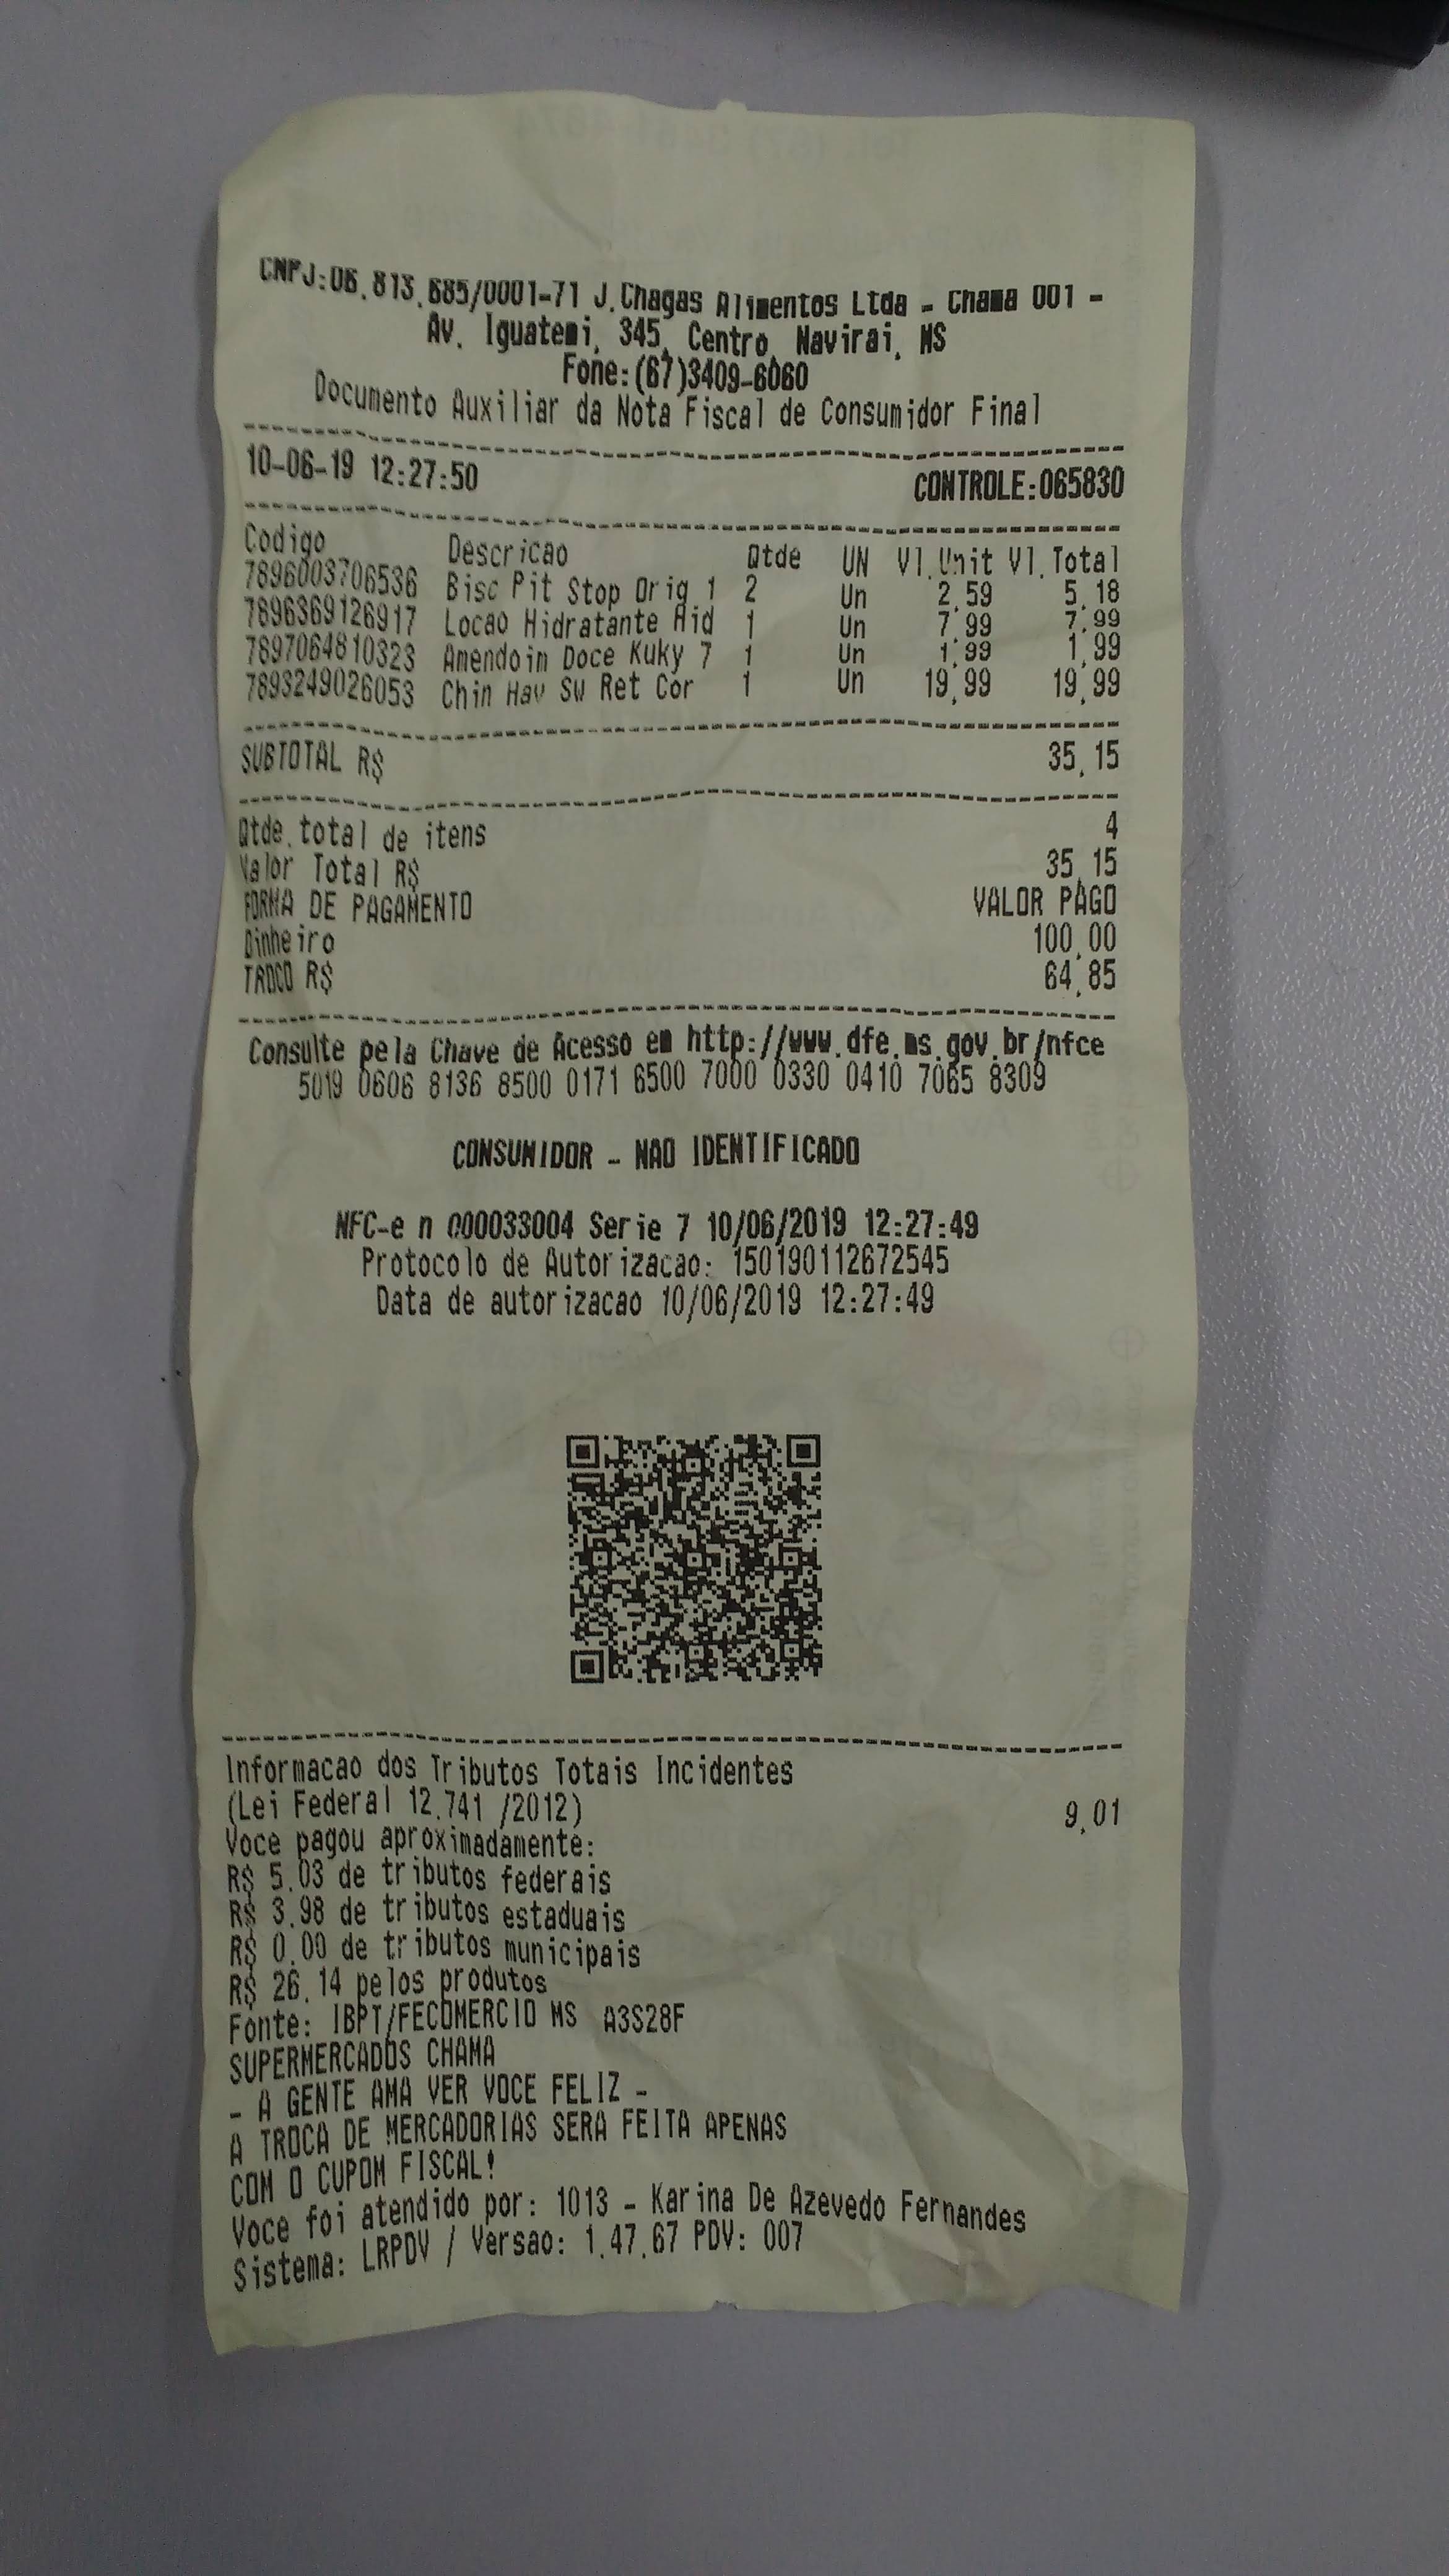 CNPJ:06.813.685/0001-71 J.Chagas Alimentos Ltda - Chama 001 -
Av. Iguatemi, 345, Centro, Navirai, MS
Fone:(67)3409-6060
Documento Auxiliar da Nota Fiscal de Consumidor Final
10-06-19 12:27:50 CONTROLE:065830
Codigo Descricao Qtde UN Vl.Unit Vl.Total
7896003706536 Bisc Pit Stop Orig 1 2 Un 2,59 5,18
7896369126917 Locao Hidratante Hid 1 Un 7,99 7,99
7897064810323 Amendoim Doce Kuky 7 1 Un 1,99 1,99
7893249026053 Chin Hav Sw Ret Cor 1 Un 19,99 19,99
SUBTOTAL R$ 35,15
Qtde. total de itens 4
Valor Total R$ 35,15
FORMA DE PAGAMENTO VALOR PAGO
Dinheiro 100,00
TROCO R$ 64,85
Consulte pela Chave de Acesso em http://www.dfe.ms.gov.br/nfce
5019 0606 8136 8500 0171 6500 7000 0330 0410 7065 8309
CONSUMIDOR - NAO IDENTIFICADO
NFC-e n 000033004 Serie 7 10/06/2019 12:27:49
Protocolo de Autorizacao: 150190112672545
Data de autorizacao 10/06/2019 12:27:49
Informacao dos Tributos Totais Incidentes
(Lei Federal 12.741 /2012) 9,01
Voce pagou aproximadamente:
R$ 5.03 de tributos federais
R$ 3.98 de tributos estaduais
R$ 0.00 de tributos municipais
R$ 26.14 pelos produtos
Fonte: IBPT/FECOMERCIO MS A3S28F
SUPERMERCADOS CHAMA
- A GENTE AMA VER VOCE FELIZ -
A TROCA DE MERCADORIAS SERA FEITA APENAS
COM O CUPOM FISCAL!
Voce foi atendido por: 1013 - Karina De Azevedo Fernandes
Sistema: LRPDV / Versao: 1.47.67 PDV: 007